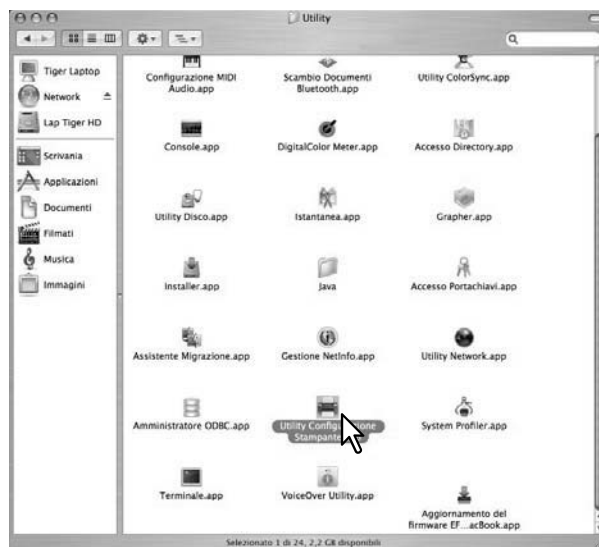 Utility
Tiger Laptop
Network
Lap Tiger HD
Scrivania
Applicazioni
Documenti
Filmati
Musica
Immagini
Configurazione MIDI
Audio.app
Scambio Documenti
Bluetooth.app
Utility ColorSync.app
Console.app
DigitalColor Meter.app
Accesso Directory.app
Utility Disco.app
Istantanea.app
Grapher.app
Installer.app
Java
Accesso Portachiavi.app
Assistente Migrazione.app
Gestione NetInfo.app
Utility Network.app
Amministratore ODBC.app
Utility Configurazione
Stampante
System Profiler.app
Terminale.app
VoiceOver Utility.app
Aggiornamento del
firmware EF...acBook.app
Selezionato 1 di 24, 2,2 GB disponibili